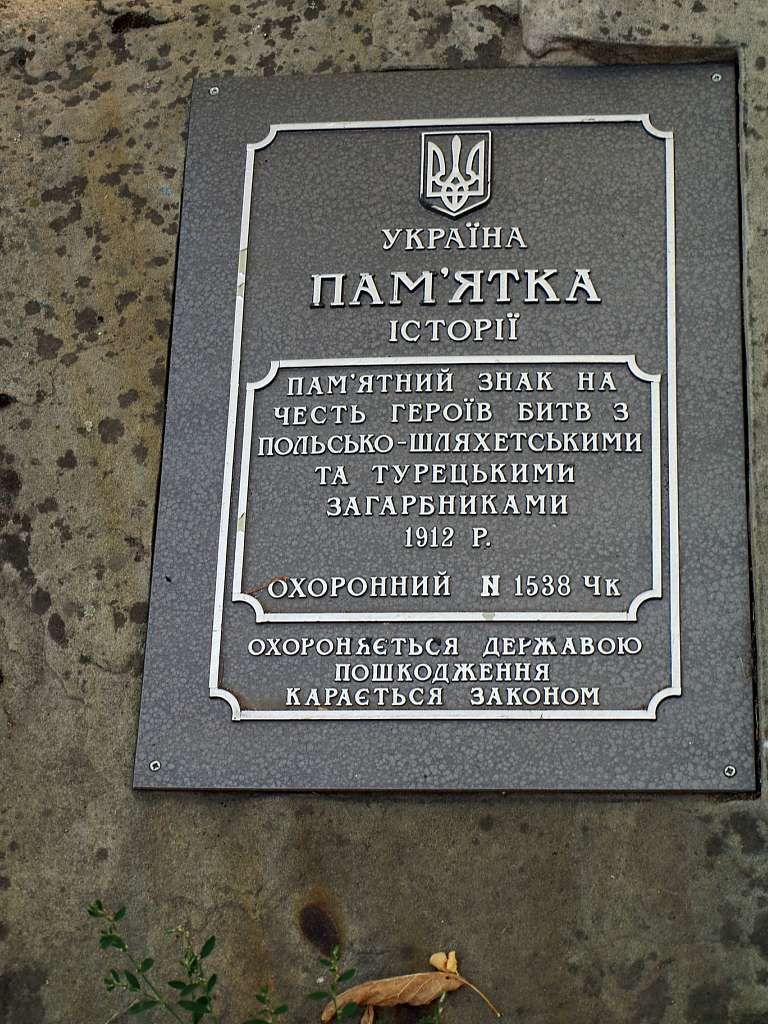 УКРАЇНА
ПАМ'ЯТКА
ІСТОРІЇ
ПАМ'ЯТНИЙ ЗНАК НА
ЧЕСТЬ ГЕРОЇВ БИТВ З
ПОЛЬСЬКО-ШЛЯХЕТСЬКИМИ
ТА ТУРЕЦЬКИМИ
ЗАГАРБНИКАМИ
1912 Р.
ОХОРОННИЙ N 1538 Чк
ОХОРОНЯЄТЬСЯ ДЕРЖАВОЮ
ПОШКОДЖЕННЯ
КАРАЄТЬСЯ ЗАКОНОМ